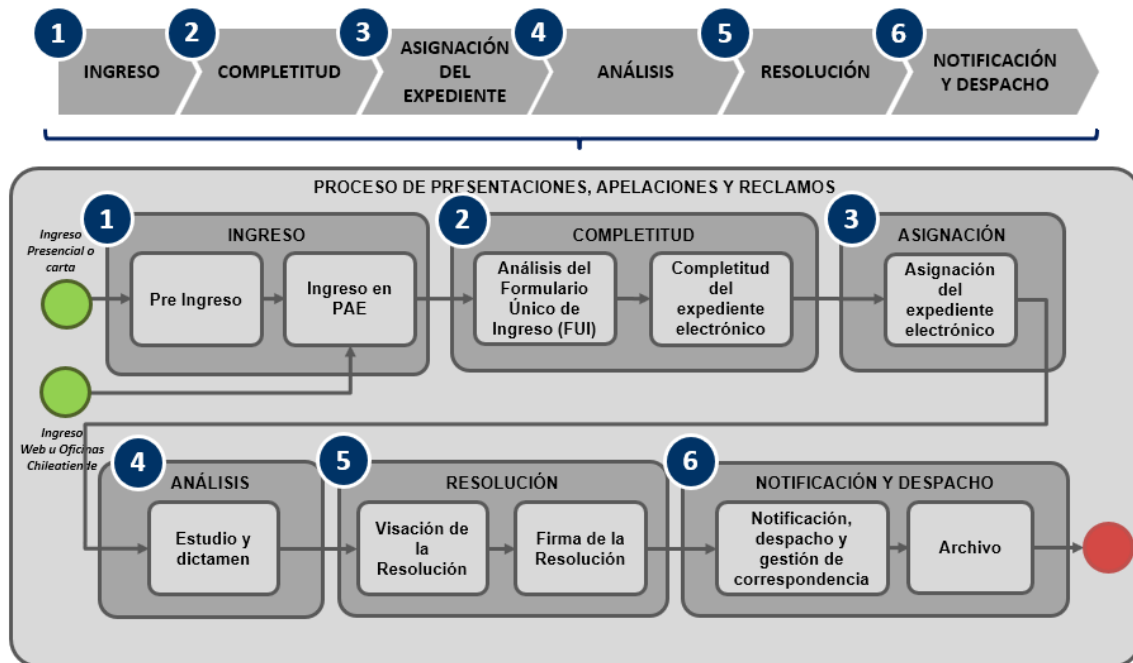 1
INGRESO
2
COMPLETITUD
3
ASIGNACIÓN
DEL
EXPEDIENTE
4
ANÁLISIS
5
RESOLUCIÓN
6
NOTIFICACIÓN
Y DESPACHO
PROCESO DE PRESENTACIONES, APELACIONES Y RECLAMOS
Ingreso
Presencial o
carta
1
INGRESO
Pre Ingreso
Ingreso en
PAE
2
COMPLETITUD
Análisis del
Formulario
Único de
Ingreso (FUI)
Completitud
del
expediente
electrónico
3
ASIGNACIÓN
Asignación
del
expediente
electrónico
Ingreso
Web u Oficinas
Chileatiende
4
ANÁLISIS
Estudio y
dictamen
5
RESOLUCIÓN
Visación de
la
Resolución
Firma de la
Resolución
6
NOTIFICACIÓN Y DESPACHO
Notificación,
despacho y
gestión de
correspondencia
Archivo